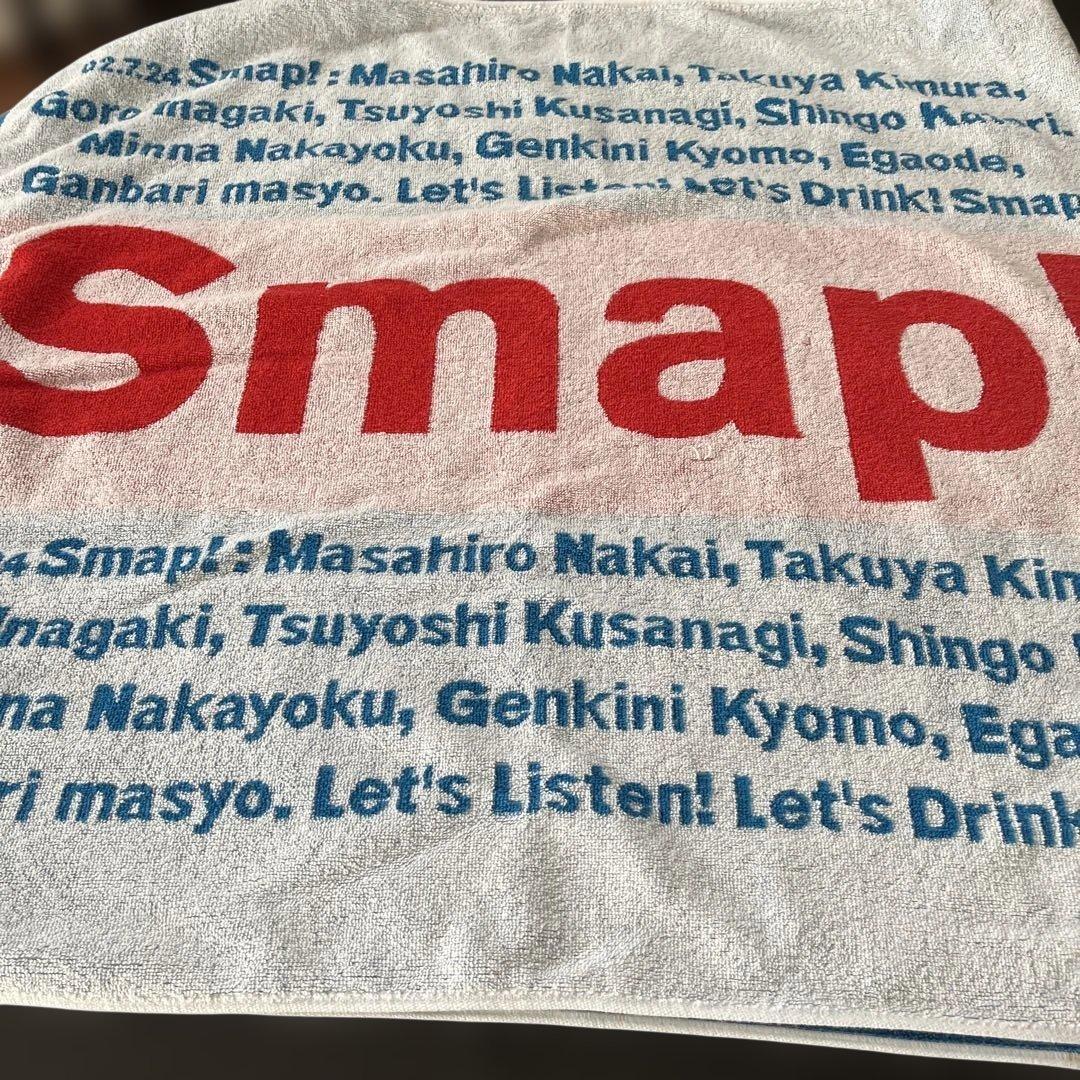 02.7.24 Smap! : Masahiro Nakai, Takuya Kimura,
Goro Inagaki, Tsuyoshi Kusanagi, Shingo
Minna Nakayoku, Genkini Kyomo, Egaode,
Ganbari masyo. Let's Listen! Let's Drink! Smap
Smap!
4 Smap! : Masahiro Nakai, Takuya Kim
Inagaki, Tsuyoshi Kusanagi, Shingo
na Nakayoku, Genkini Kyomo, Ega
ri masyo. Let's Listen! Let's Drink